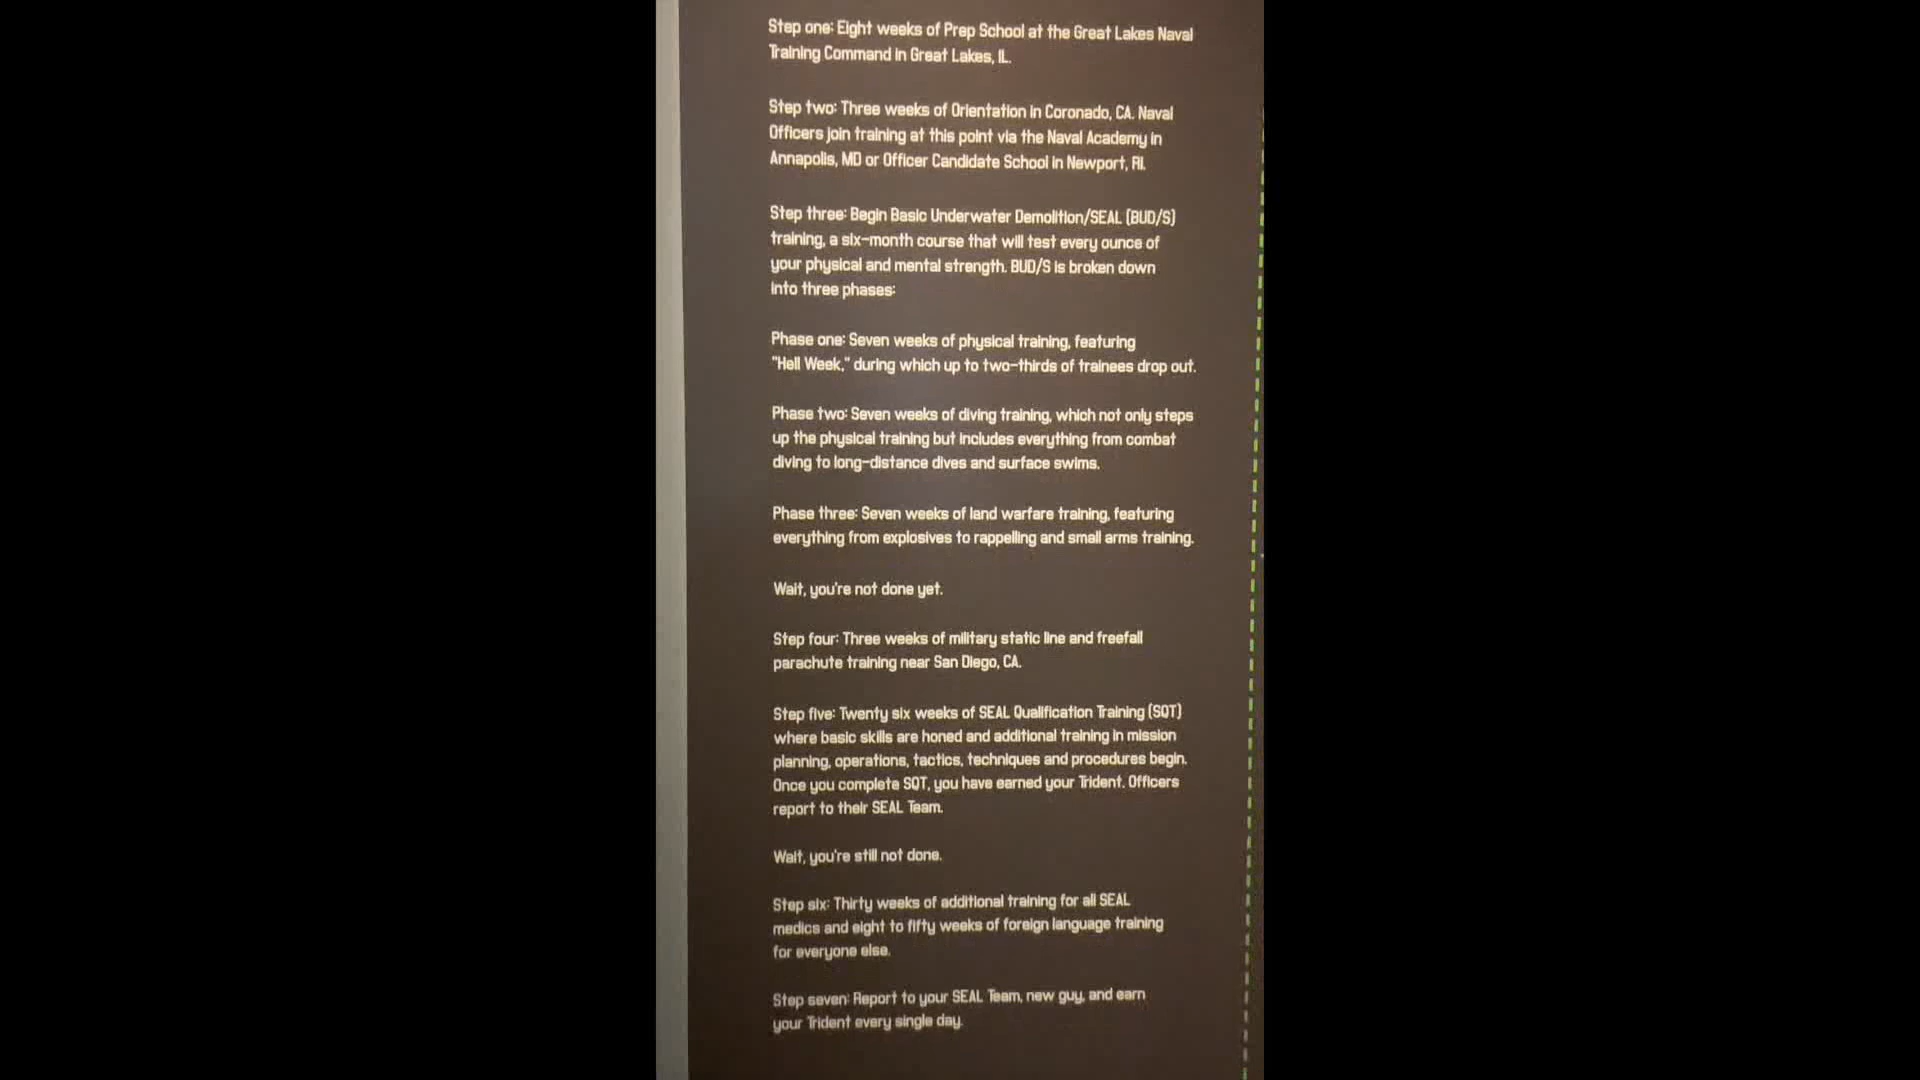 Step one: Eight weeks of Prep School at the Great Lakes Naval
Training Command in Great Lakes, IL.
Step two: Three weeks of Orientation in Coronado, CA. Naval
Officers join training at this point via the Naval Academy in
Annapolis, MD or Officer Candidate School in Newport, RI.
Step three: Begin Basic Underwater Demolition/SEAL (BUD/S)
training, a six-month course that will test every ounce of
your physical and mental strength. BUD/S is broken down
into three phases:
Phase one: Seven weeks of physical training, featuring
"Hell Week," during which up to two-thirds of trainees drop out.
Phase two: Seven weeks of diving training, which not only steps
up the physical training but includes everything from combat
diving to long-distance dives and surface swims.
Phase three: Seven weeks of land warfare training, featuring
everything from explosives to rappelling and small arms training.
Wait, you're not done yet.
Step four: Three weeks of military static line and freefall
parachute training near San Diego, CA.
Step five: Twenty six weeks of SEAL Qualification Training (SQT)
where basic skills are honed and additional training in mission
planning, operations, tactics, techniques and procedures begin.
Once you complete SQT, you have earned your Trident. Officers
report to their SEAL Team.
Wait, you're still not done.
Step six: Thirty weeks of additional training for all SEAL
medics and eight to fifty weeks of foreign language training
for everyone else.
Step seven: Report to your SEAL Team, new guy, and earn
your Trident every single day.